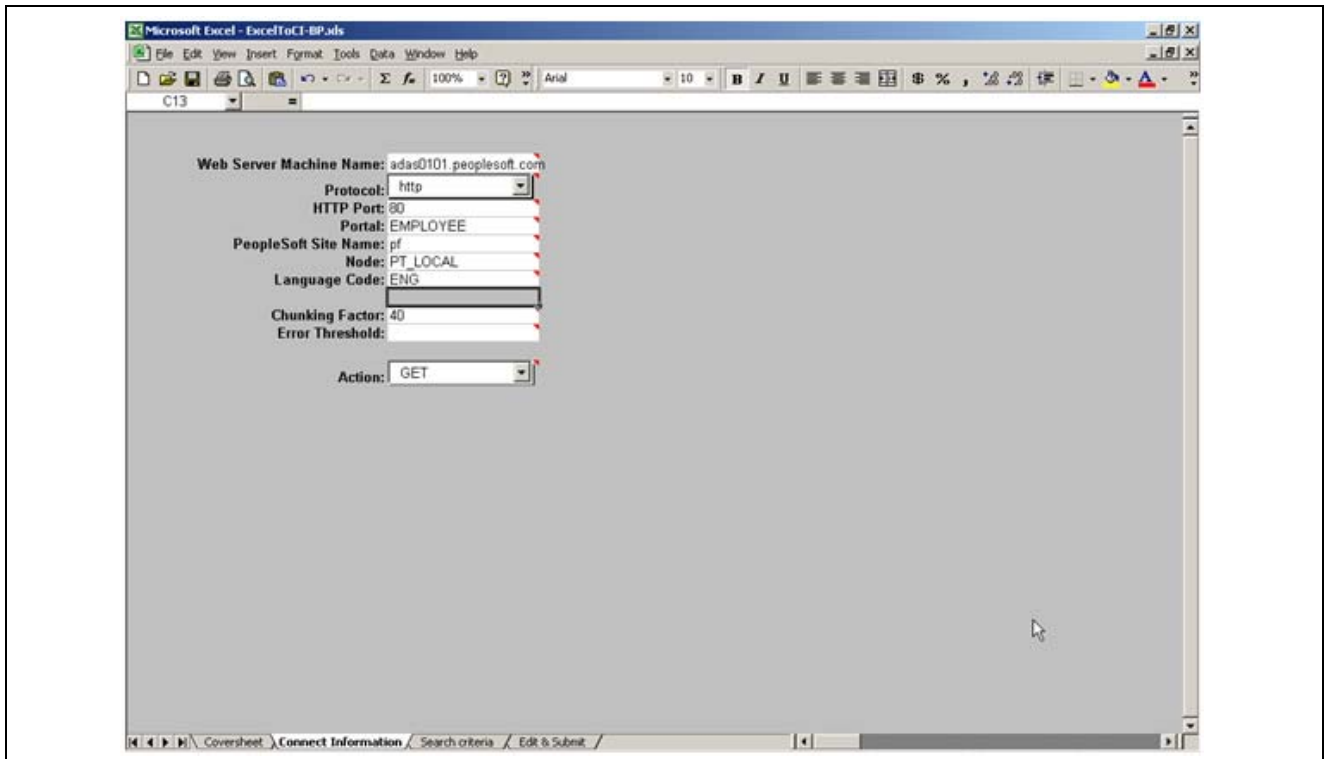 Microsoft Excel - ExcelToCI-BP.xls
File Edit View Insert Format Tools Data Window Help
100% Arial 10 B I U $ % ,
C13 =
Web Server Machine Name: adas0101.peoplesoft.com
Protocol: http
HTTP Port: 80
Portal: EMPLOYEE
PeopleSoft Site Name: pf
Node: PT_LOCAL
Language Code: ENG
Chunking Factor: 40
Error Threshold:
Action: GET
Coversheet Connect Information Search criteria Edit & Submit